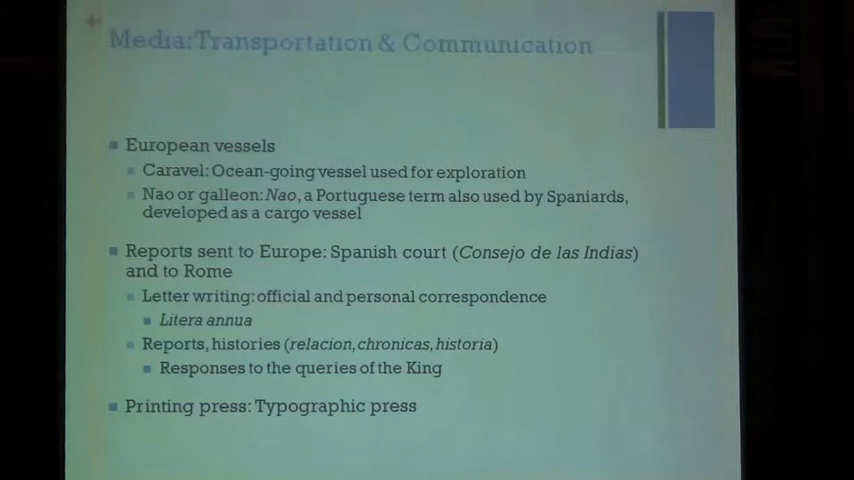 +
Media: Transportation & Communication
European vessels
Caravel: Ocean-going vessel used for exploration
Nao or galleon: Nao, a Portuguese term also used by Spaniards,
developed as a cargo vessel
Reports sent to Europe: Spanish court (Consejo de las Indias)
and to Rome
Letter writing: official and personal correspondence
Litera annua
Reports, histories (relacion, chronicas, historia)
Responses to the queries of the King
Printing press: Typographic press